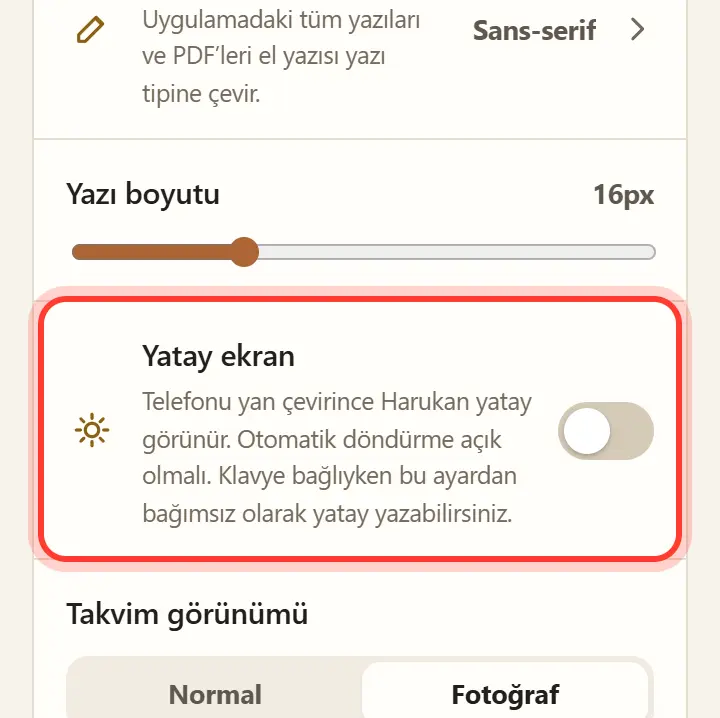 Uygulamadaki tüm yazıları
ve PDF’leri el yazısı yazı
tipine çevir.
Sans-serif
Yazı boyutu
16px
Yatay ekran
Telefonu yan çevirince Harukan yatay
görünür. Otomatik döndürme açık
olmalı. Klavye bağlıyken bu ayardan
bağımsız olarak yatay yazabilirsiniz.
Takvim görünümü
Normal
Fotoğraf